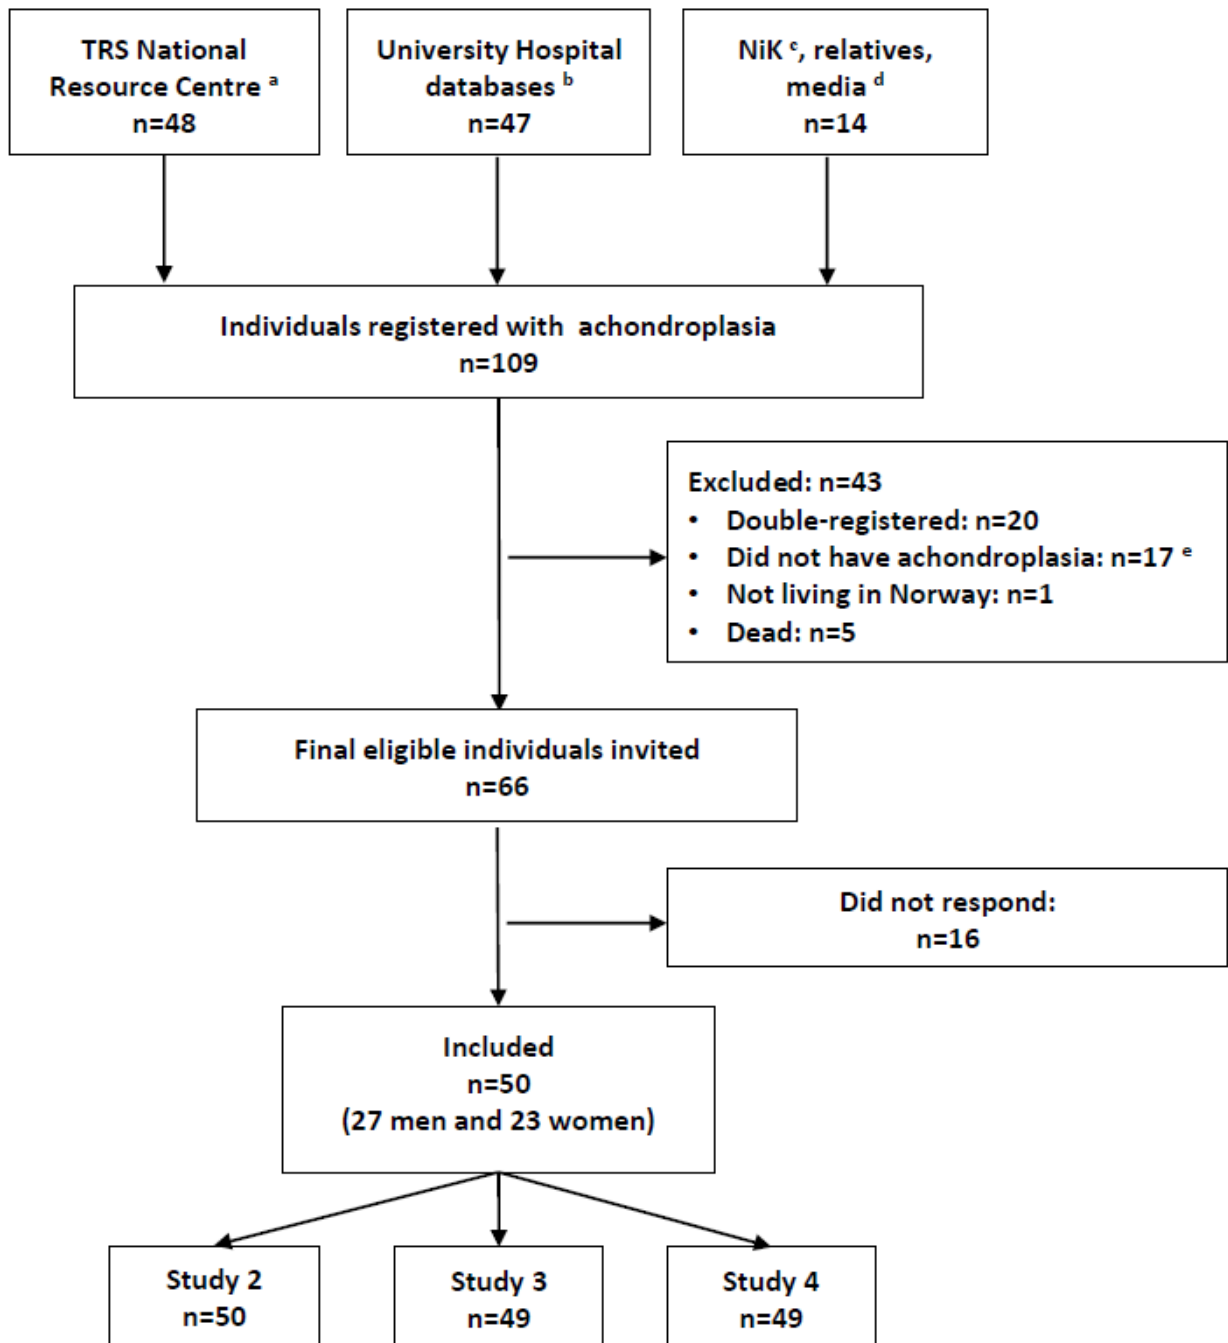 TRS National
Resource Centre ᵃ
n=48
University Hospital
databases ᵇ
n=47
NiK ᶜ, relatives,
media ᵈ
n=14
Individuals registered with  achondroplasia
n=109
Excluded: n=43
• Double-registered: n=20
• Did not have achondroplasia: n=17 ᵉ
• Not living in Norway: n=1
• Dead: n=5
Final eligible individuals invited
n=66
Did not respond:
n=16
Included
n=50
(27 men and 23 women)
Study 2
n=50
Study 3
n=49
Study 4
n=49